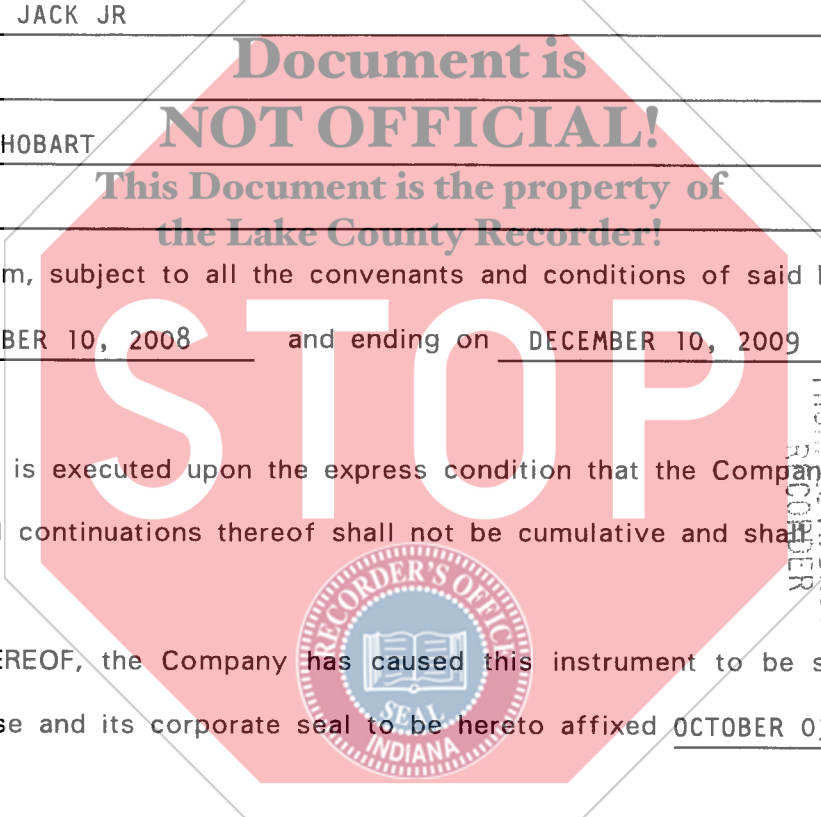 JACK JR
Document is
NOT OFFICIAL!
HOBART
This Document is the property of
the Lake County Recorder!
m, subject to all the convenants and conditions of said
BER 10, 2008 and ending on DECEMBER 10, 2009
STOP
is executed upon the express condition that the Compan
continuations thereof shall not be cumulative and shall
RECORDER
EREOF, the Company has caused this instrument to be s
se and its corporate seal to be hereto affixed OCTOBER 0
RECORDER'S OFFICE
SEAL
INDIANA